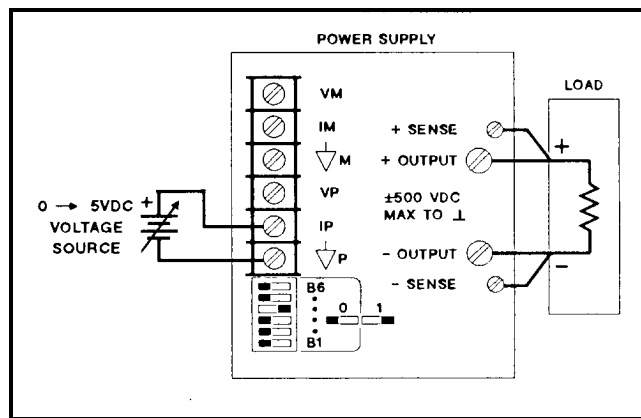 POWER SUPPLY
LOAD
VM
IM
▽M
VP
IP
▽P
0 → 5VDC +
VOLTAGE
SOURCE
+ SENSE
+ OUTPUT
±500 VDC
MAX TO ⊥
- OUTPUT
- SENSE
+
−
B6
B1
0 1